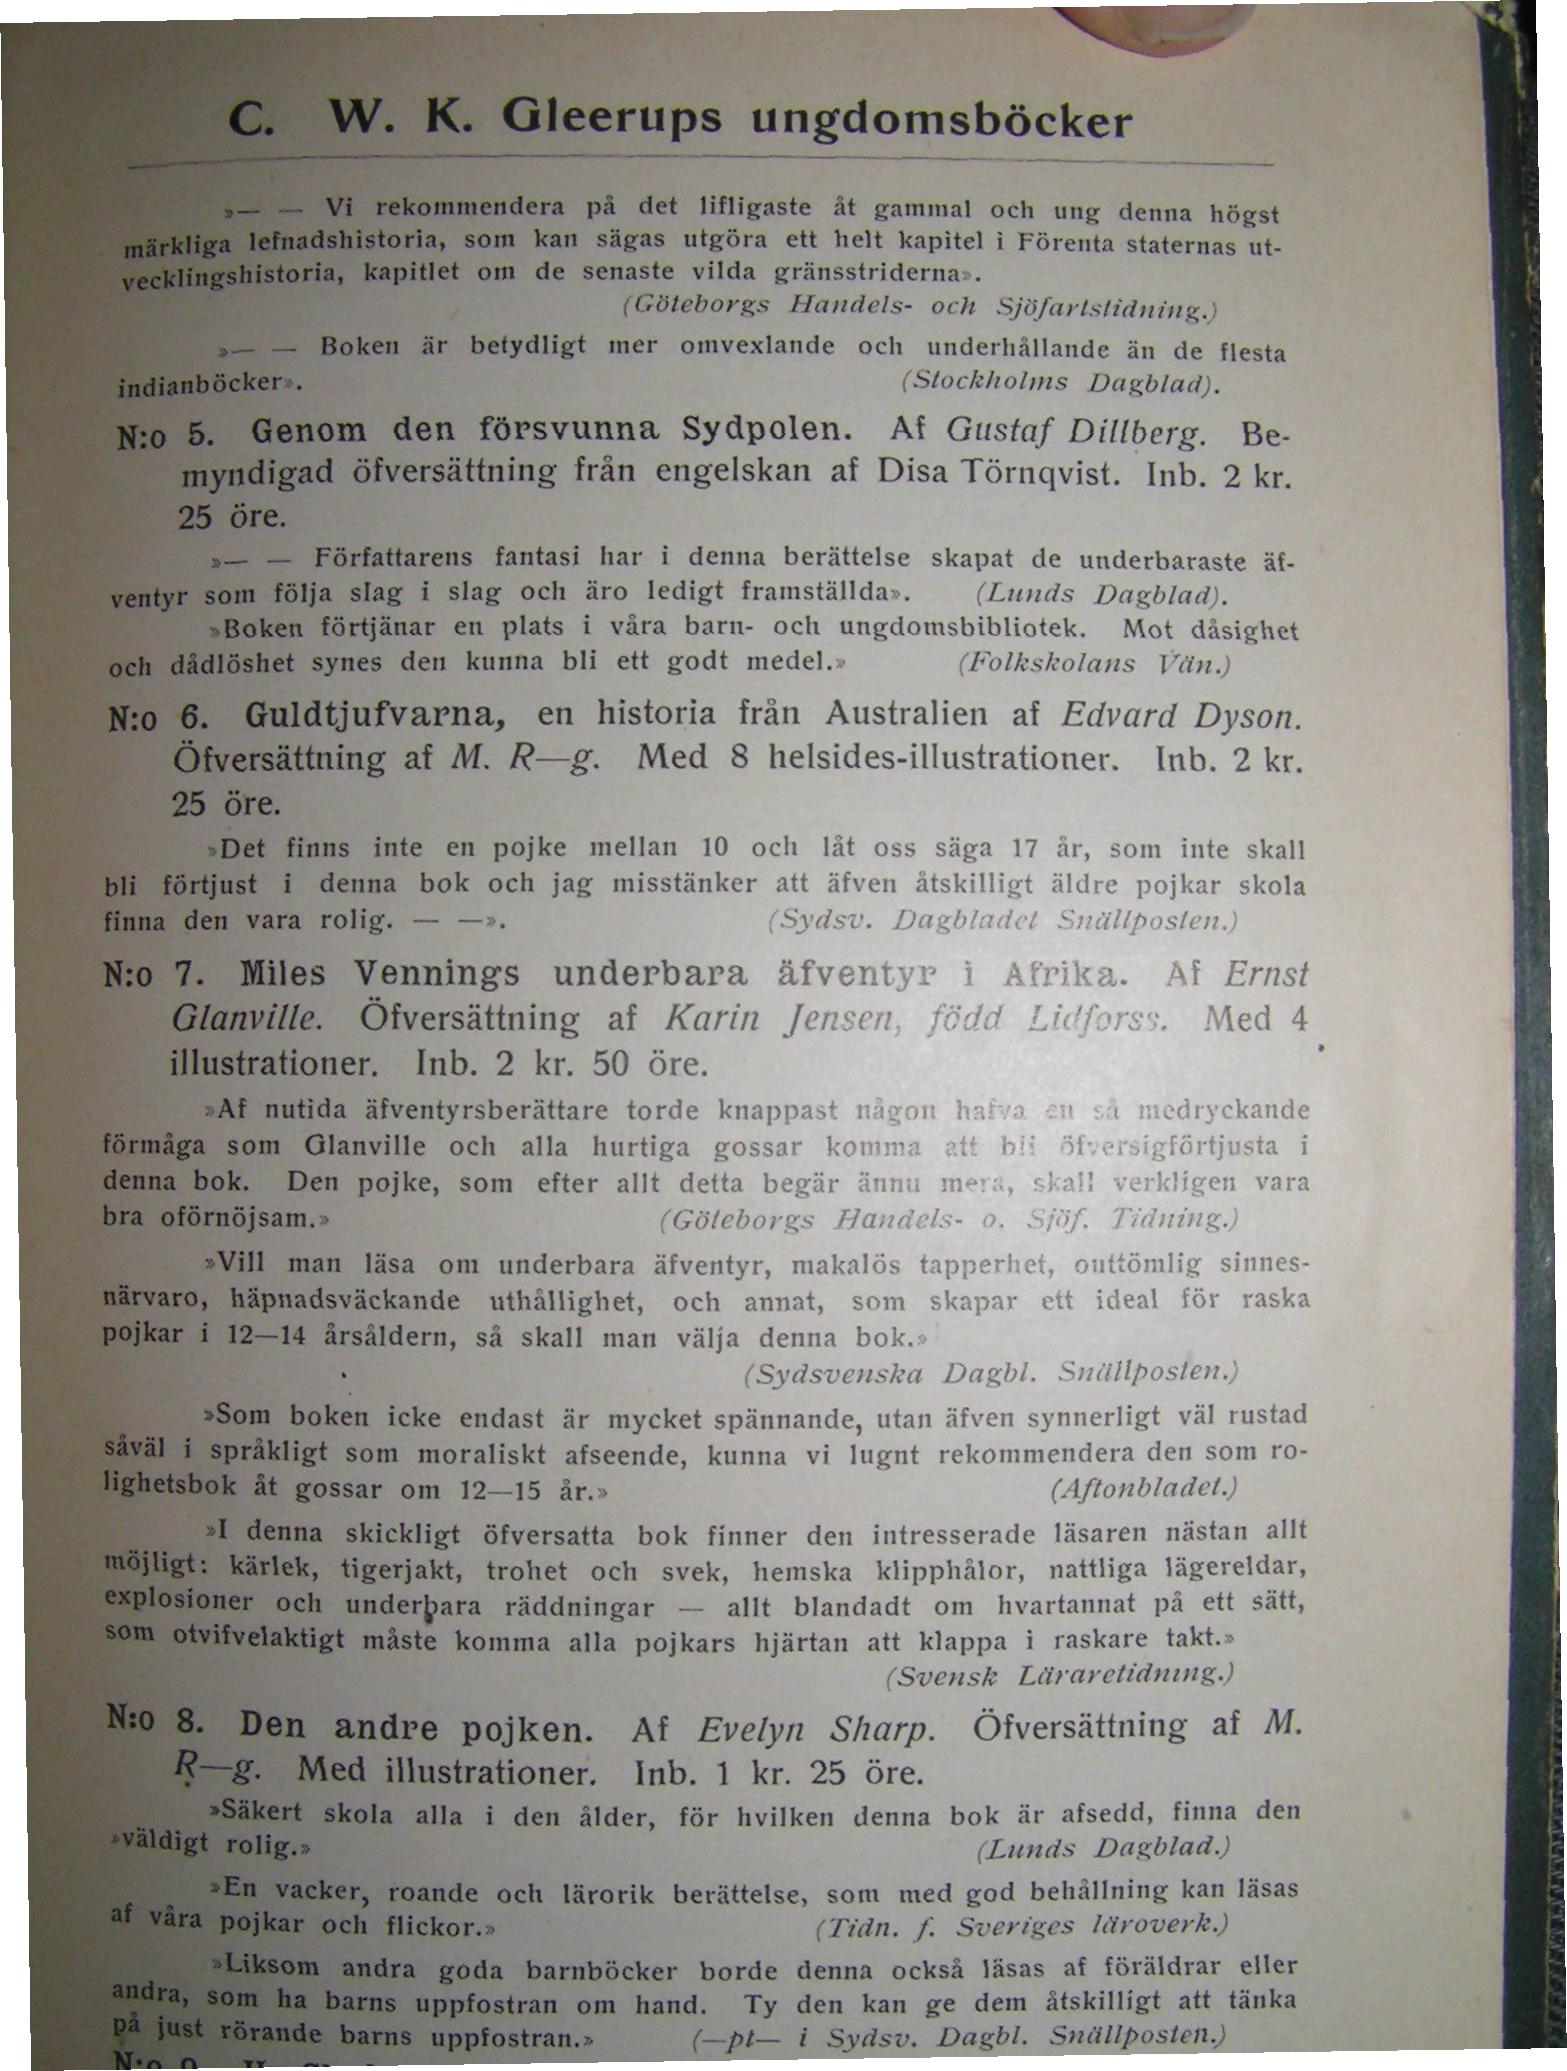 C. W. K. Gleerups ungdomsböcker
»— — Vi rekommendera på det lifligaste åt gammal och ung denna högst
märkliga lefnadshistoria, som kan sägas utgöra ett helt kapitel i Förenta staternas ut-
vecklingshistoria, kapitlet om de senaste vilda gränsstriderna».
(Göteborgs Handels- och Sjöfartstidning.)
»— — Boken är betydligt mer omvexlande och underhållande än de flesta
indianböcker». (Stockholms Dagblad).
N:o 5. Genom den försvunna Sydpolen. Af Gustaf Dillberg. Be-
myndigad öfversättning från engelskan af Disa Törnqvist. Inb. 2 kr.
25 öre.
»— — Författarens fantasi har i denna berättelse skapat de underbaraste äf-
ventyr som följa slag i slag och äro ledigt framställda». (Lunds Dagblad).
»Boken förtjänar en plats i våra barn- och ungdomsbibliotek. Mot dåsighet
och dådlöshet synes den kunna bli ett godt medel.» (Folkskolans Vän.)
N:o 6. Guldtjufvarna, en historia från Australien af Edvard Dyson.
Öfversättning af M. R—g. Med 8 helsides-illustrationer. Inb. 2 kr.
25 öre.
»Det finns inte en pojke mellan 10 och låt oss säga 17 år, som inte skall
bli förtjust i denna bok och jag misstänker att äfven åtskilligt äldre pojkar skola
finna den vara rolig. — —». (Sydsv. Dagbladet Snällposten.)
N:o 7. Miles Vennings underbara äfventyr i Afrika. Af Ernst
Glanville. Öfversättning af Karin Jensen, född Lidforss. Med 4
illustrationer. Inb. 2 kr. 50 öre.
»Af nutida äfventyrsberättare torde knappast någon hafva en så medryckande
förmåga som Glanville och alla hurtiga gossar komma att bli öfversigförtjusta i
denna bok. Den pojke, som efter allt detta begär ännu mera, skall verkligen vara
bra oförnöjsam.» (Göteborgs Handels- o. Sjöf. Tidning.)
»Vill man läsa om underbara äfventyr, makalös tapperhet, outtömlig sinnes-
närvaro, häpnadsväckande uthållighet, och annat, som skapar ett ideal för raska
pojkar i 12—14 årsåldern, så skall man välja denna bok.»
(Sydsvenska Dagbl. Snällposten.)
»Som boken icke endast är mycket spännande, utan äfven synnerligt väl rustad
såväl i språkligt som moraliskt afseende, kunna vi lugnt rekommendera den som ro-
lighetsbok åt gossar om 12—15 år.» (Aftonbladet.)
»I denna skickligt öfversatta bok finner den intresserade läsaren nästan allt
möjligt: kärlek, tigerjakt, trohet och svek, hemska klipphålor, nattliga lägereldar,
explosioner och underbara räddningar — allt blandadt om hvartannat på ett sätt,
som otvifvelaktigt måste komma alla pojkars hjärtan att klappa i raskare takt.»
(Svensk Läraretidning.)
N:o 8. Den andre pojken. Af Evelyn Sharp. Öfversättning af M.
R—g. Med illustrationer. Inb. 1 kr. 25 öre.
»Säkert skola alla i den ålder, för hvilken denna bok är afsedd, finna den
»väldigt rolig.» (Lunds Dagblad.)
»En vacker, roande och lärorik berättelse, som med god behållning kan läsas
af våra pojkar och flickor.» (Tidn. f. Sveriges läroverk.)
»Liksom andra goda barnböcker borde denna också läsas af föräldrar eller
andra, som ha barns uppfostran om hand. Ty den kan ge dem åtskilligt att tänka
på just rörande barns uppfostran.» (—pt— i Sydsv. Dagbl. Snällposten.)
N:o 9.